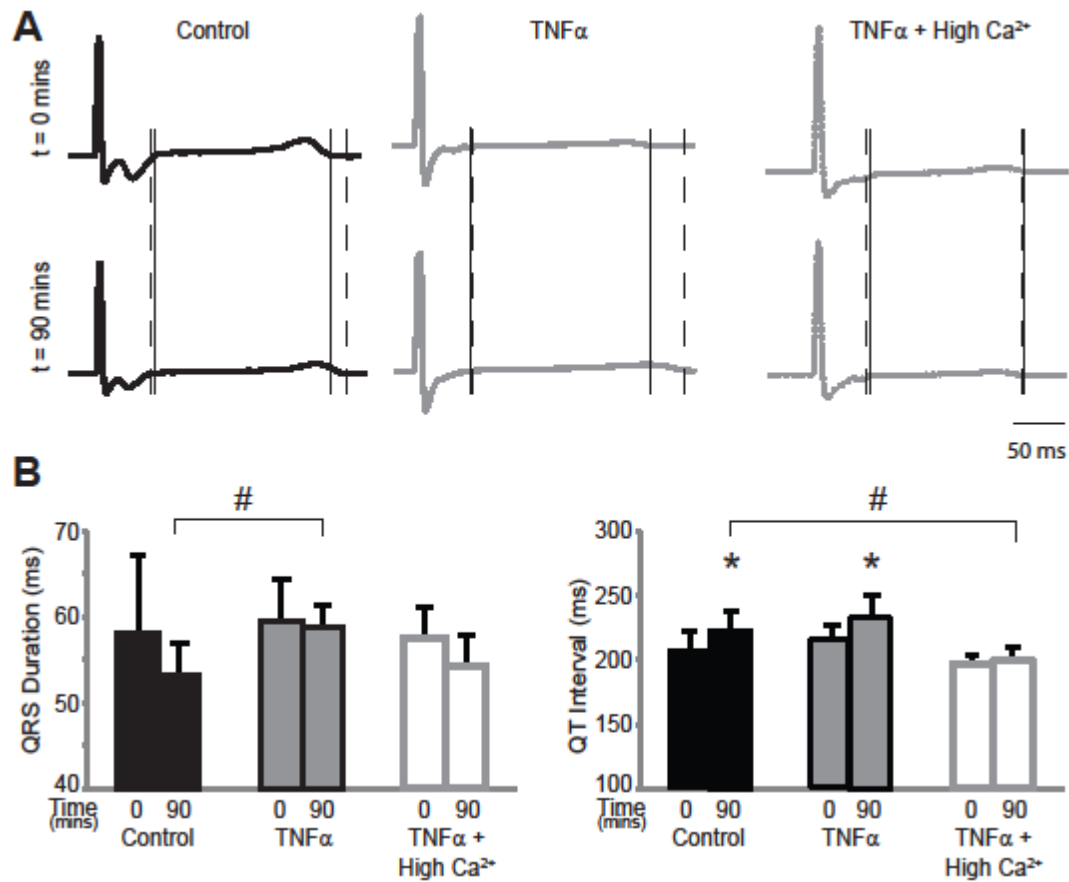 A
Control
TNFα
TNFα + High Ca²⁺
t = 0 mins
t = 90 mins
50 ms
B
#
QRS Duration (ms)
70
60
50
40
Time
(mins)
0 90
0 90
0 90
Control
TNFα
TNFα +
High Ca²⁺
#
* *
QT Interval (ms)
300
250
200
150
100
Time
(mins)
0 90
0 90
0 90
Control
TNFα
TNFα +
High Ca²⁺